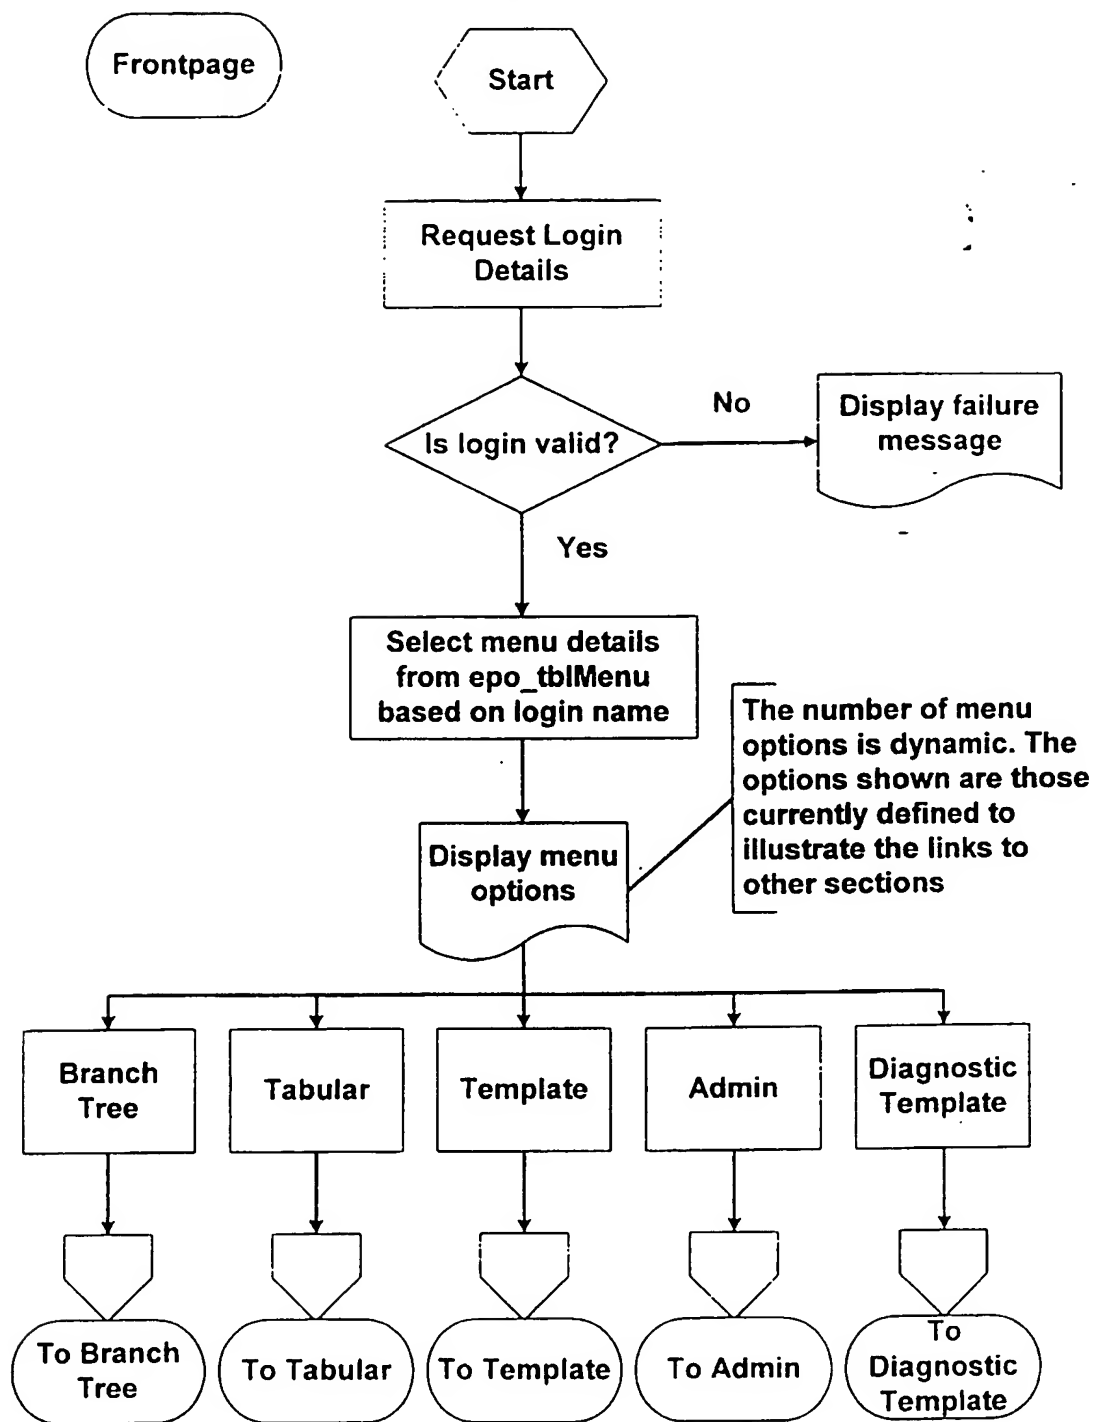 Frontpage
Start
Request Login
Details
Is login valid?
No
Display failure
message
Yes
Select menu details
from epo_tblMenu
based on login name
The number of menu
options is dynamic. The
options shown are those
currently defined to
illustrate the links to
other sections
Display menu
options
Branch
Tree
Tabular
Template
Admin
Diagnostic
Template
To Branch
Tree
To Tabular
To Template
To Admin
To
Diagnostic
Template